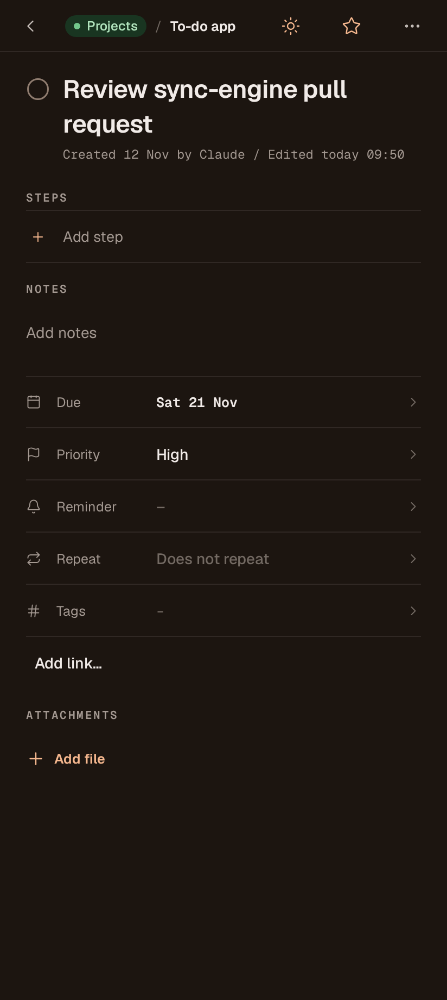 Projects / To-do app
Review sync-engine pull
request
Created 12 Nov by Claude / Edited today 09:50
STEPS
Add step
NOTES
Add notes
Due Sat 21 Nov
Priority High
Reminder –
Repeat Does not repeat
Tags –
Add link…
ATTACHMENTS
Add file